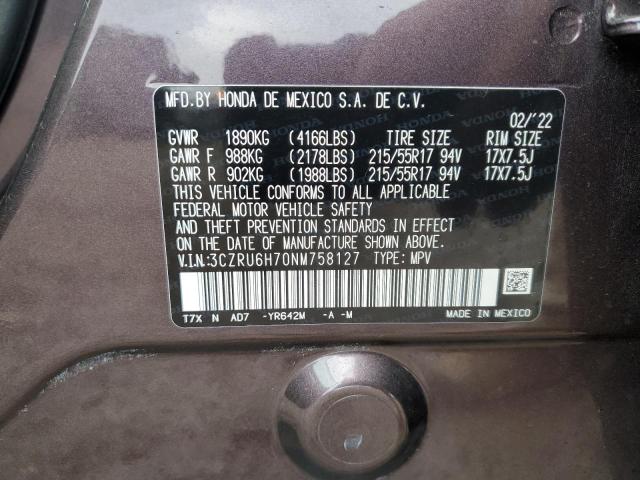 MFD.BY HONDA DE MEXICO S.A. DE C.V.
02/'22
GVWR 1890KG (4166LBS) TIRE SIZE RIM SIZE
GAWR F 988KG (2178LBS) 215/55R17 94V 17X7.5J
GAWR R 902KG (1988LBS) 215/55R17 94V 17X7.5J
THIS VEHICLE CONFORMS TO ALL APPLICABLE
FEDERAL MOTOR VEHICLE SAFETY
AND THEFT PREVENTION STANDARDS IN EFFECT
ON THE DATE OF MANUFACTURE SHOWN ABOVE.
V.I.N:3CZRU6H70NM758127 TYPE: MPV
T7X N AD7 -YR642M -A -M MADE IN MEXICO